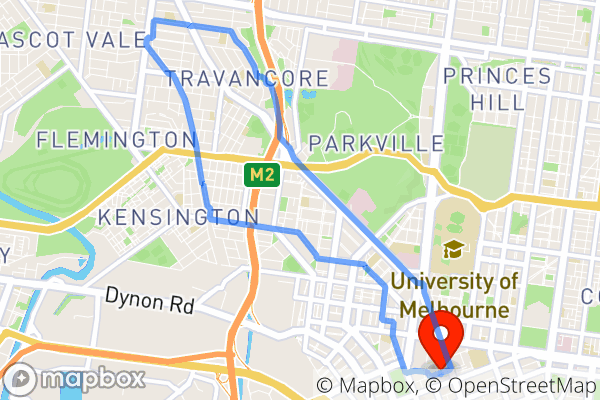 ASCOT VALE
TRAVANCORE
PRINCES
HILL
FLEMINGTON
PARKVILLE
M2
KENSINGTON
University of
Melbourne
Dynon Rd
mapbox
© Mapbox, © OpenStreetMap